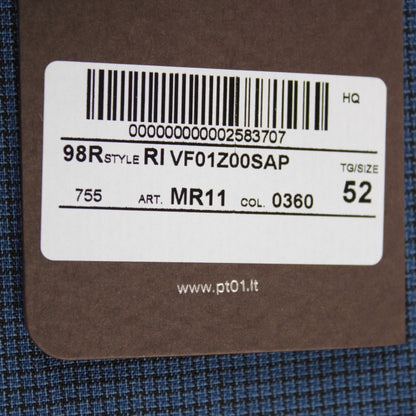 HQ
000000000002583707
98R STYLE RI VF01Z00SAP
TG/SIZE
755 ART. MR11 COL. 0360 52
www.pt01.it